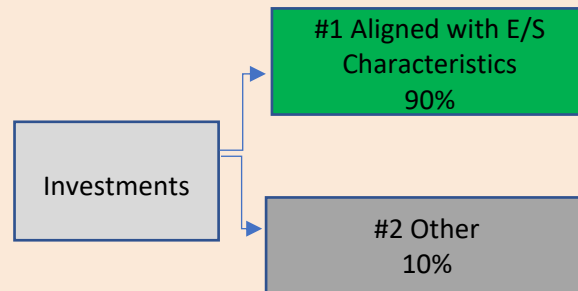 #1 Aligned with E/S
Characteristics
90%
Investments
#2 Other
10%